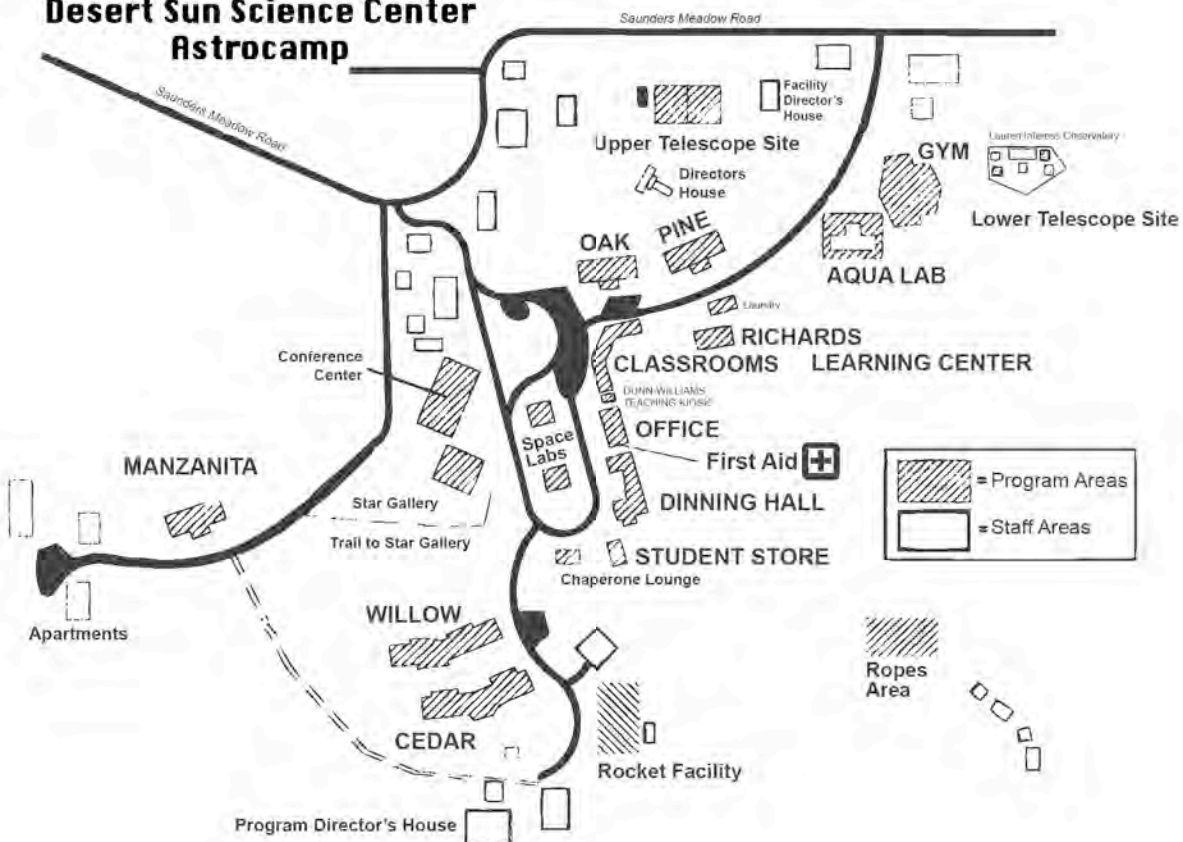 Desert Sun Science Center
Astrocamp
Saunders Meadow Road
Saunders Meadow Road
Facility
Director's
House
Upper Telescope Site
Directors
House
GYM
Lower Telescope Site
OAK
PINE
AQUA LAB
Laundry
RICHARDS
CLASSROOMS
LEARNING CENTER
Conference
Center
DUNN-WILLIAMS
TEACHING KIOSK
OFFICE
Space
Labs
First Aid
MANZANITA
= Program Areas
= Staff Areas
DINNING HALL
Star Gallery
Trail to Star Gallery
STUDENT STORE
Chaperone Lounge
WILLOW
Apartments
Ropes
Area
CEDAR
Rocket Facility
Program Director's House